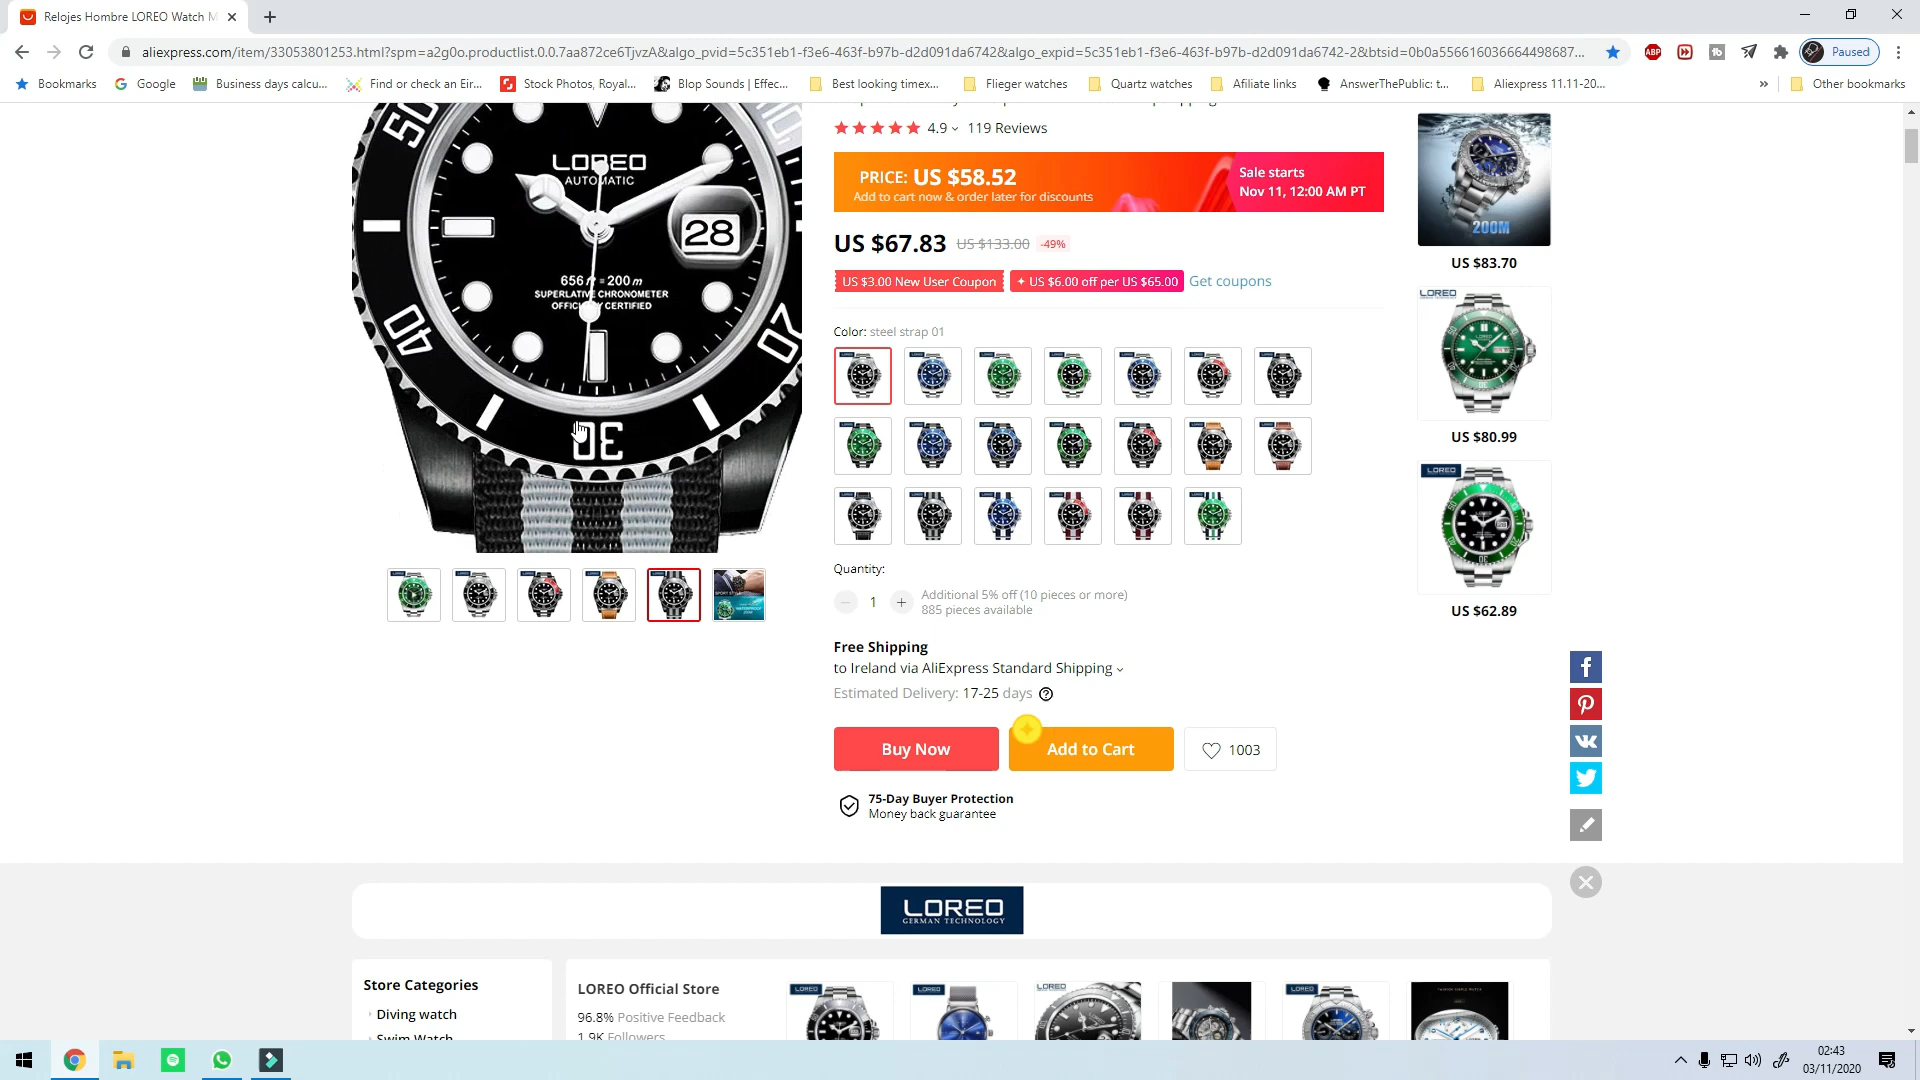 Relojes Hombre LOREO Watch M
aliexpress.com/item/33053801253.html?spm=a2g0o.productlist.0.0.7aa872ce6TjvzA&algo_pvid=5c351eb1-f3e6-463f-b97b-d2d091da6742&algo_expid=5c351eb1-f3e6-463f-b97b-d2d091da6742-2&btsid=0b0a556616036664498687...
ABP
Paused
Bookmarks
Google
Business days calcu...
Find or check an Eir...
Stock Photos, Royal...
Blop Sounds | Effec...
Best looking timex...
Flieger watches
Quartz watches
Afiliate links
AnswerThePublic: t...
Aliexpress 11.11-20...
»
Other bookmarks
50
LOREO
AUTOMATIC
28
656 = 200 m
SUPERLATIVE CHRONOMETER
CERTIFIED
40
30
20
4.9 119 Reviews
PRICE: US $58.52
Add to cart now & order later for discounts
Sale starts
Nov 11, 12:00 AM PT
US $67.83 US $133.00 -49%
US $3.00 New User Coupon
US $6.00 off per US $65.00
Get coupons
Color: steel strap 01
Quantity:
1
Additional 5% off (10 pieces or more)
885 pieces available
Free Shipping
to Ireland via AliExpress Standard Shipping
Estimated Delivery: 17-25 days
Buy Now
Add to Cart
1003
75-Day Buyer Protection
Money back guarantee
200M
US $83.70
LOREO
US $80.99
LOREO
US $62.89
LOREO
GERMAN TECHNOLOGY
Store Categories
Diving watch
Swim Watch
LOREO Official Store
96.8% Positive Feedback
1.9K Followers
LOREO
LOREO
LOREO
LOREO
02:43
03/11/2020